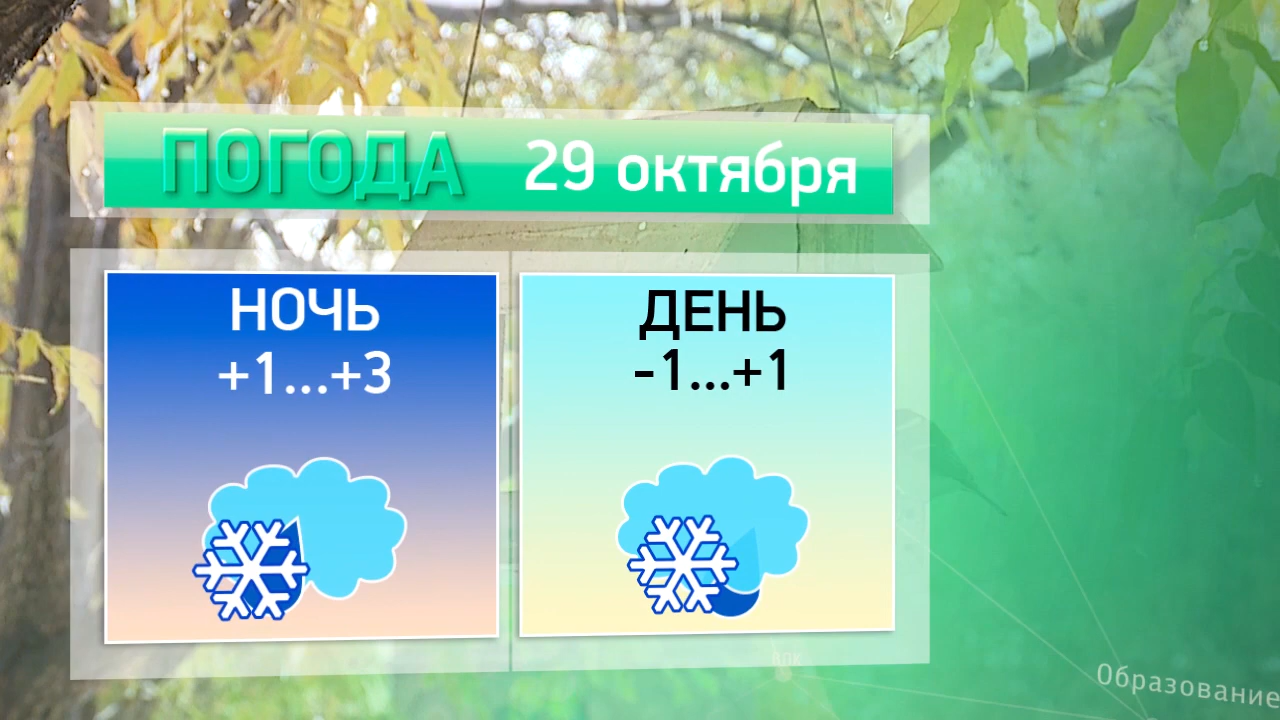 ПОГОДА 29 октября
НОЧЬ
+1...+3
ДЕНЬ
-1...+1
Образование